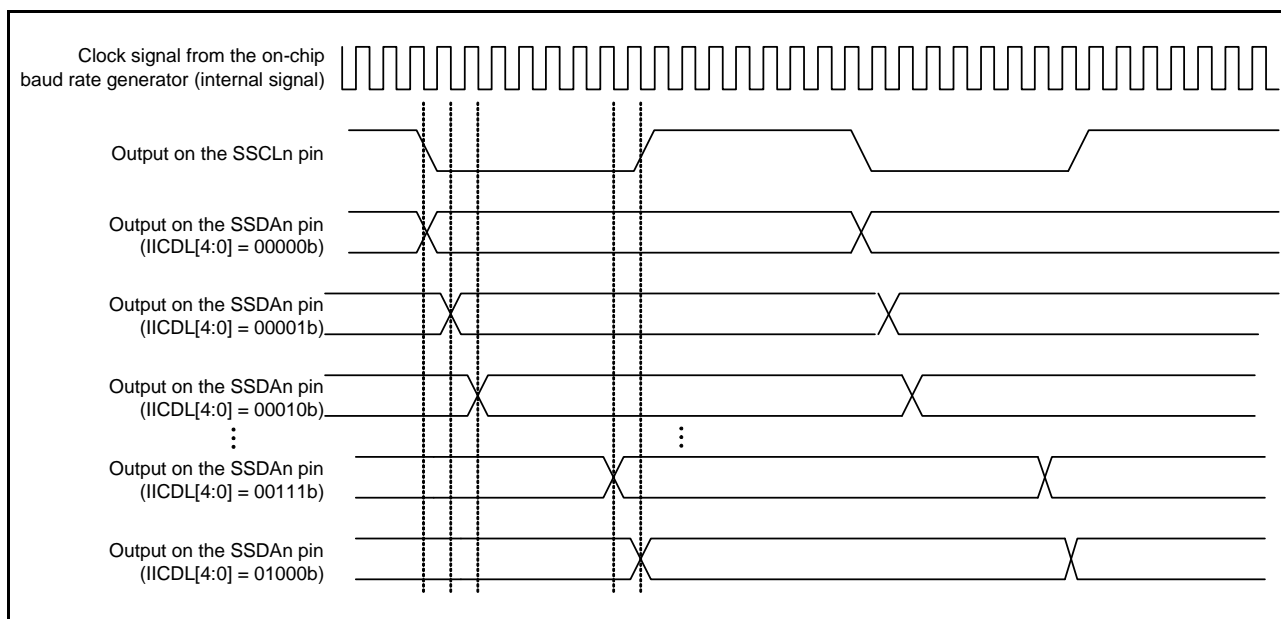 Clock signal from the on-chip
baud rate generator (internal signal)
Output on the SSCLn pin
Output on the SSDAn pin
(IICDL[4:0] = 00000b)
Output on the SSDAn pin
(IICDL[4:0] = 00001b)
Output on the SSDAn pin
(IICDL[4:0] = 00010b)
Output on the SSDAn pin
(IICDL[4:0] = 00111b)
Output on the SSDAn pin
(IICDL[4:0] = 01000b)